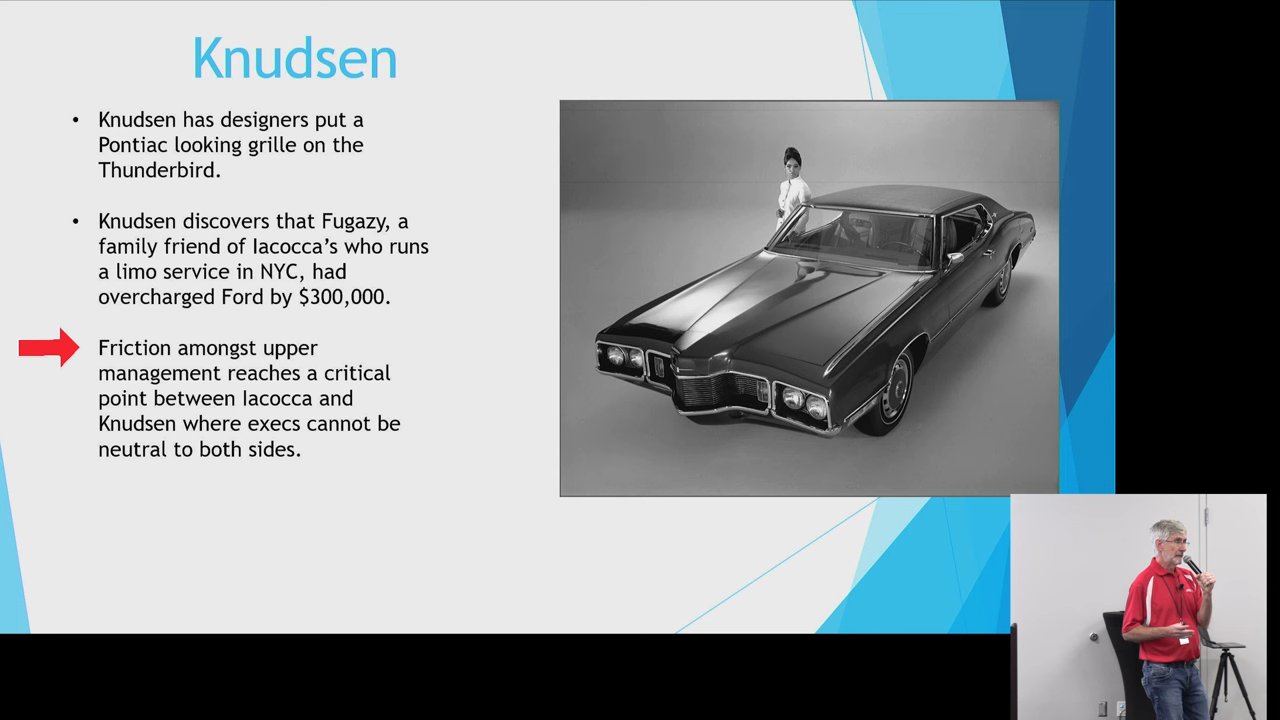 Knudsen
• Knudsen has designers put a
Pontiac looking grille on the
Thunderbird.
• Knudsen discovers that Fugazy, a
family friend of Iacocca’s who runs
a limo service in NYC, had
overcharged Ford by $300,000.
Friction amongst upper
management reaches a critical
point between Iacocca and
Knudsen where execs cannot be
neutral to both sides.